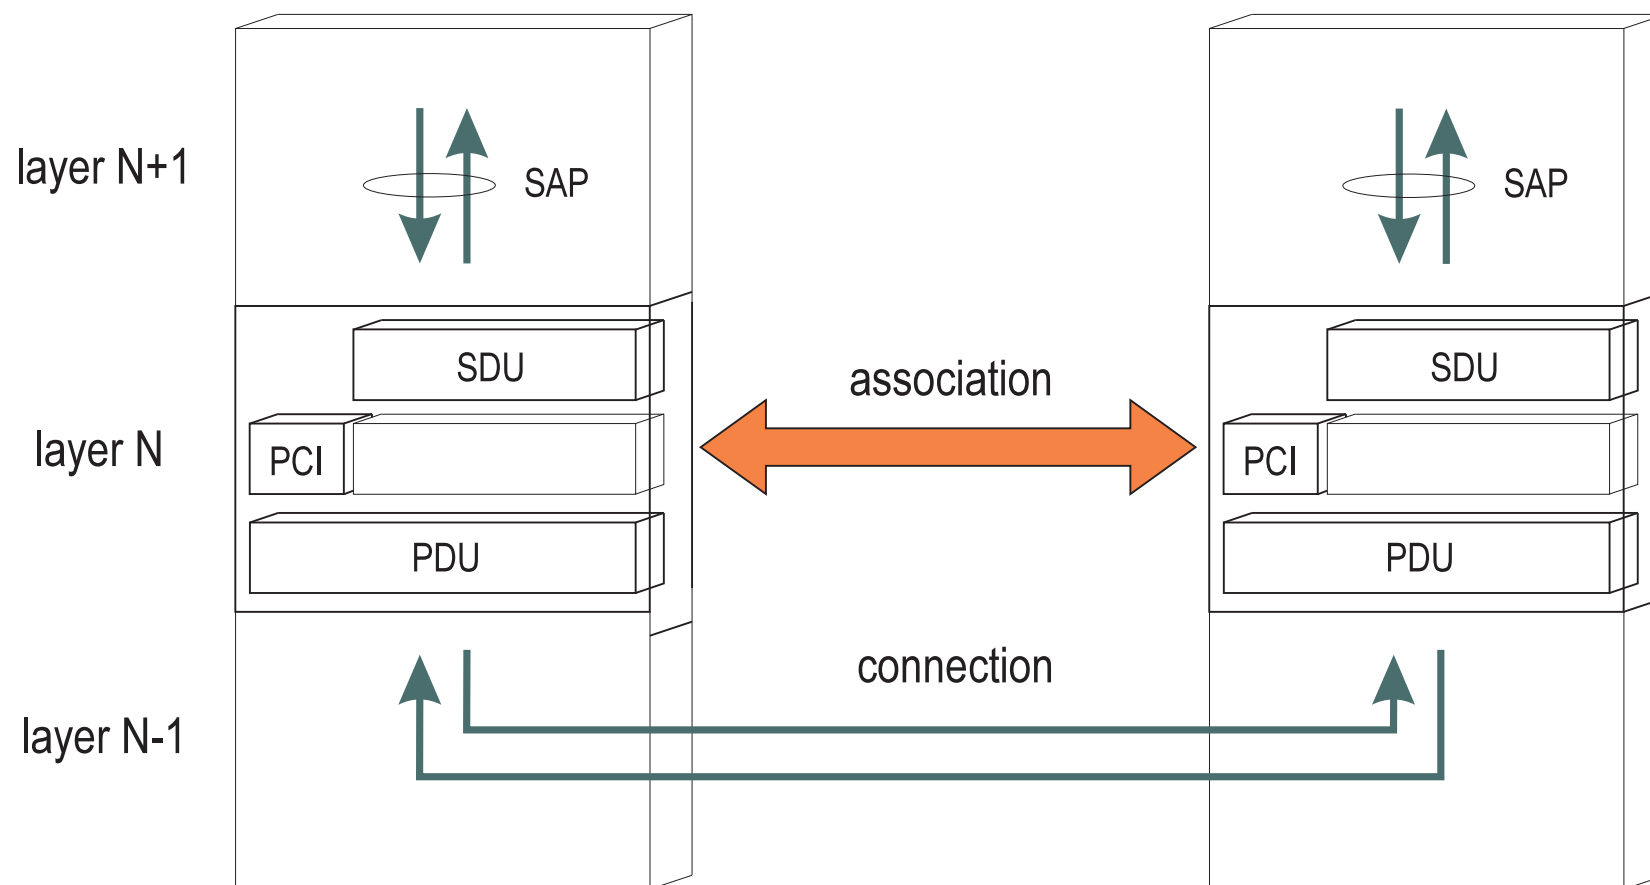 layer N+1
SAP
SAP
SDU
SDU
association
layer N
PCI
PCI
PDU
PDU
connection
layer N-1